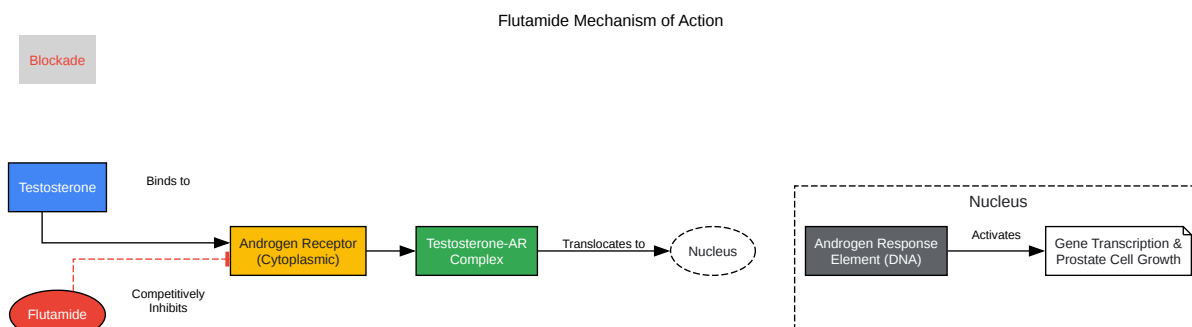 Flutamide Mechanism of Action
Blockade
Testosterone
Binds to
Nucleus
Androgen Receptor
(Cytoplasmic)
Testosterone-AR
Complex
Translocates to
Nucleus
Androgen Response
Element (DNA)
Activates
Gene Transcription &
Prostate Cell Growth
Competitively
Inhibits
Flutamide